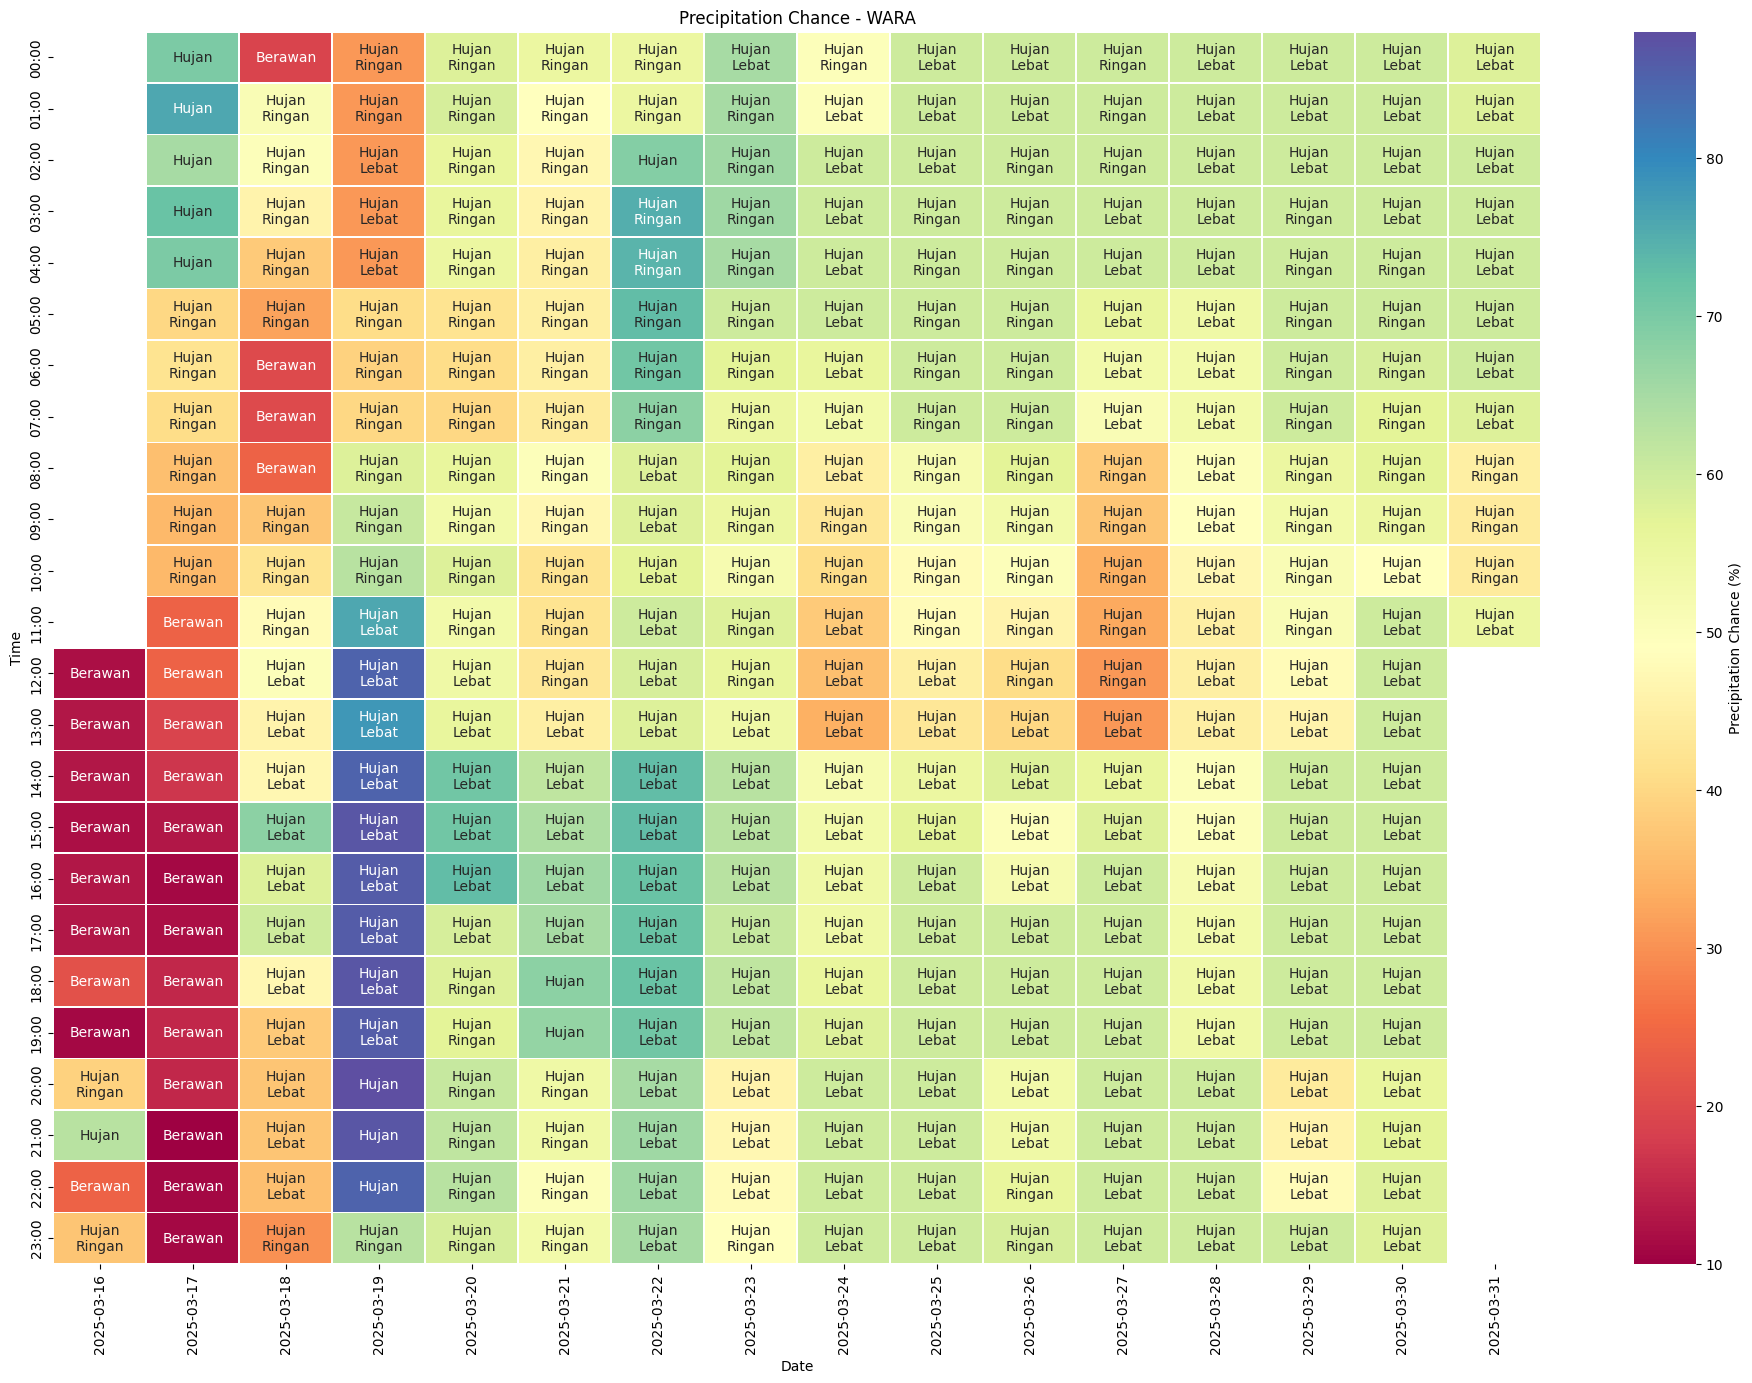 Precipitation Chance - WARA
Time
00:00 Hujan Berawan Hujan Ringan Hujan Ringan Hujan Ringan Hujan Ringan Hujan Lebat Hujan Ringan Hujan Lebat Hujan Lebat Hujan Ringan Hujan Lebat Hujan Lebat Hujan Lebat Hujan Lebat
01:00 Hujan Hujan Ringan Hujan Ringan Hujan Ringan Hujan Ringan Hujan Ringan Hujan Ringan Hujan Lebat Hujan Lebat Hujan Lebat Hujan Ringan Hujan Lebat Hujan Lebat Hujan Lebat Hujan Lebat
02:00 Hujan Hujan Ringan Hujan Lebat Hujan Ringan Hujan Ringan Hujan Hujan Ringan Hujan Lebat Hujan Lebat Hujan Ringan Hujan Ringan Hujan Lebat Hujan Lebat Hujan Lebat Hujan Lebat
03:00 Hujan Hujan Ringan Hujan Lebat Hujan Ringan Hujan Ringan Hujan Ringan Hujan Ringan Hujan Lebat Hujan Ringan Hujan Ringan Hujan Lebat Hujan Lebat Hujan Ringan Hujan Lebat Hujan Lebat
04:00 Hujan Hujan Ringan Hujan Lebat Hujan Ringan Hujan Ringan Hujan Ringan Hujan Ringan Hujan Lebat Hujan Ringan Hujan Ringan Hujan Lebat Hujan Lebat Hujan Ringan Hujan Ringan Hujan Lebat
05:00 Hujan Ringan Hujan Ringan Hujan Ringan Hujan Ringan Hujan Ringan Hujan Ringan Hujan Ringan Hujan Lebat Hujan Ringan Hujan Ringan Hujan Lebat Hujan Lebat Hujan Ringan Hujan Ringan Hujan Lebat
06:00 Hujan Ringan Berawan Hujan Ringan Hujan Ringan Hujan Ringan Hujan Ringan Hujan Ringan Hujan Lebat Hujan Ringan Hujan Ringan Hujan Lebat Hujan Lebat Hujan Ringan Hujan Ringan Hujan Lebat
07:00 Hujan Ringan Berawan Hujan Ringan Hujan Ringan Hujan Ringan Hujan Ringan Hujan Ringan Hujan Lebat Hujan Ringan Hujan Ringan Hujan Lebat Hujan Lebat Hujan Ringan Hujan Ringan Hujan Lebat
08:00 Hujan Ringan Berawan Hujan Ringan Hujan Ringan Hujan Ringan Hujan Lebat Hujan Ringan Hujan Lebat Hujan Ringan Hujan Ringan Hujan Ringan Hujan Lebat Hujan Ringan Hujan Ringan Hujan Ringan
09:00 Hujan Ringan Hujan Ringan Hujan Ringan Hujan Ringan Hujan Ringan Hujan Lebat Hujan Ringan Hujan Ringan Hujan Ringan Hujan Ringan Hujan Ringan Hujan Lebat Hujan Ringan Hujan Ringan Hujan Ringan
10:00 Hujan Ringan Hujan Ringan Hujan Ringan Hujan Ringan Hujan Ringan Hujan Lebat Hujan Ringan Hujan Ringan Hujan Ringan Hujan Ringan Hujan Ringan Hujan Lebat Hujan Ringan Hujan Lebat Hujan Ringan
11:00 Berawan Hujan Ringan Hujan Lebat Hujan Ringan Hujan Ringan Hujan Lebat Hujan Ringan Hujan Lebat Hujan Ringan Hujan Ringan Hujan Ringan Hujan Lebat Hujan Ringan Hujan Lebat Hujan Lebat
12:00 Berawan Berawan Hujan Lebat Hujan Lebat Hujan Lebat Hujan Ringan Hujan Lebat Hujan Ringan Hujan Lebat Hujan Lebat Hujan Ringan Hujan Ringan Hujan Lebat Hujan Lebat Hujan Lebat
13:00 Berawan Berawan Hujan Lebat Hujan Lebat Hujan Lebat Hujan Lebat Hujan Lebat Hujan Lebat Hujan Lebat Hujan Lebat Hujan Lebat Hujan Lebat Hujan Lebat Hujan Lebat Hujan Lebat
14:00 Berawan Berawan Hujan Lebat Hujan Lebat Hujan Lebat Hujan Lebat Hujan Lebat Hujan Lebat Hujan Lebat Hujan Lebat Hujan Lebat Hujan Lebat Hujan Lebat Hujan Lebat Hujan Lebat
15:00 Berawan Berawan Hujan Lebat Hujan Lebat Hujan Lebat Hujan Lebat Hujan Lebat Hujan Lebat Hujan Lebat Hujan Lebat Hujan Lebat Hujan Lebat Hujan Lebat Hujan Lebat Hujan Lebat
16:00 Berawan Berawan Hujan Lebat Hujan Lebat Hujan Lebat Hujan Lebat Hujan Lebat Hujan Lebat Hujan Lebat Hujan Lebat Hujan Lebat Hujan Lebat Hujan Lebat Hujan Lebat Hujan Lebat
17:00 Berawan Berawan Hujan Lebat Hujan Lebat Hujan Lebat Hujan Lebat Hujan Lebat Hujan Lebat Hujan Lebat Hujan Lebat Hujan Lebat Hujan Lebat Hujan Lebat Hujan Lebat Hujan Lebat
18:00 Berawan Berawan Hujan Lebat Hujan Lebat Hujan Ringan Hujan Hujan Lebat Hujan Lebat Hujan Lebat Hujan Lebat Hujan Lebat Hujan Lebat Hujan Lebat Hujan Lebat Hujan Lebat
19:00 Berawan Berawan Hujan Lebat Hujan Lebat Hujan Ringan Hujan Hujan Lebat Hujan Lebat Hujan Lebat Hujan Lebat Hujan Lebat Hujan Lebat Hujan Lebat Hujan Lebat Hujan Lebat
20:00 Hujan Ringan Berawan Hujan Lebat Hujan Hujan Ringan Hujan Ringan Hujan Lebat Hujan Lebat Hujan Lebat Hujan Lebat Hujan Lebat Hujan Lebat Hujan Lebat Hujan Lebat Hujan Lebat
21:00 Hujan Berawan Hujan Lebat Hujan Hujan Ringan Hujan Ringan Hujan Lebat Hujan Lebat Hujan Lebat Hujan Lebat Hujan Lebat Hujan Lebat Hujan Lebat Hujan Lebat Hujan Lebat
22:00 Berawan Berawan Hujan Lebat Hujan Hujan Ringan Hujan Ringan Hujan Lebat Hujan Lebat Hujan Lebat Hujan Lebat Hujan Ringan Hujan Lebat Hujan Lebat Hujan Lebat Hujan Lebat
23:00 Hujan Ringan Berawan Hujan Ringan Hujan Ringan Hujan Ringan Hujan Ringan Hujan Lebat Hujan Ringan Hujan Lebat Hujan Lebat Hujan Ringan Hujan Lebat Hujan Lebat Hujan Lebat Hujan Lebat
2025-03-16 2025-03-17 2025-03-18 2025-03-19 2025-03-20 2025-03-21 2025-03-22 2025-03-23 2025-03-24 2025-03-25 2025-03-26 2025-03-27 2025-03-28 2025-03-29 2025-03-30 2025-03-31
Date
80
70
60
50
40
30
20
10
Precipitation Chance (%)